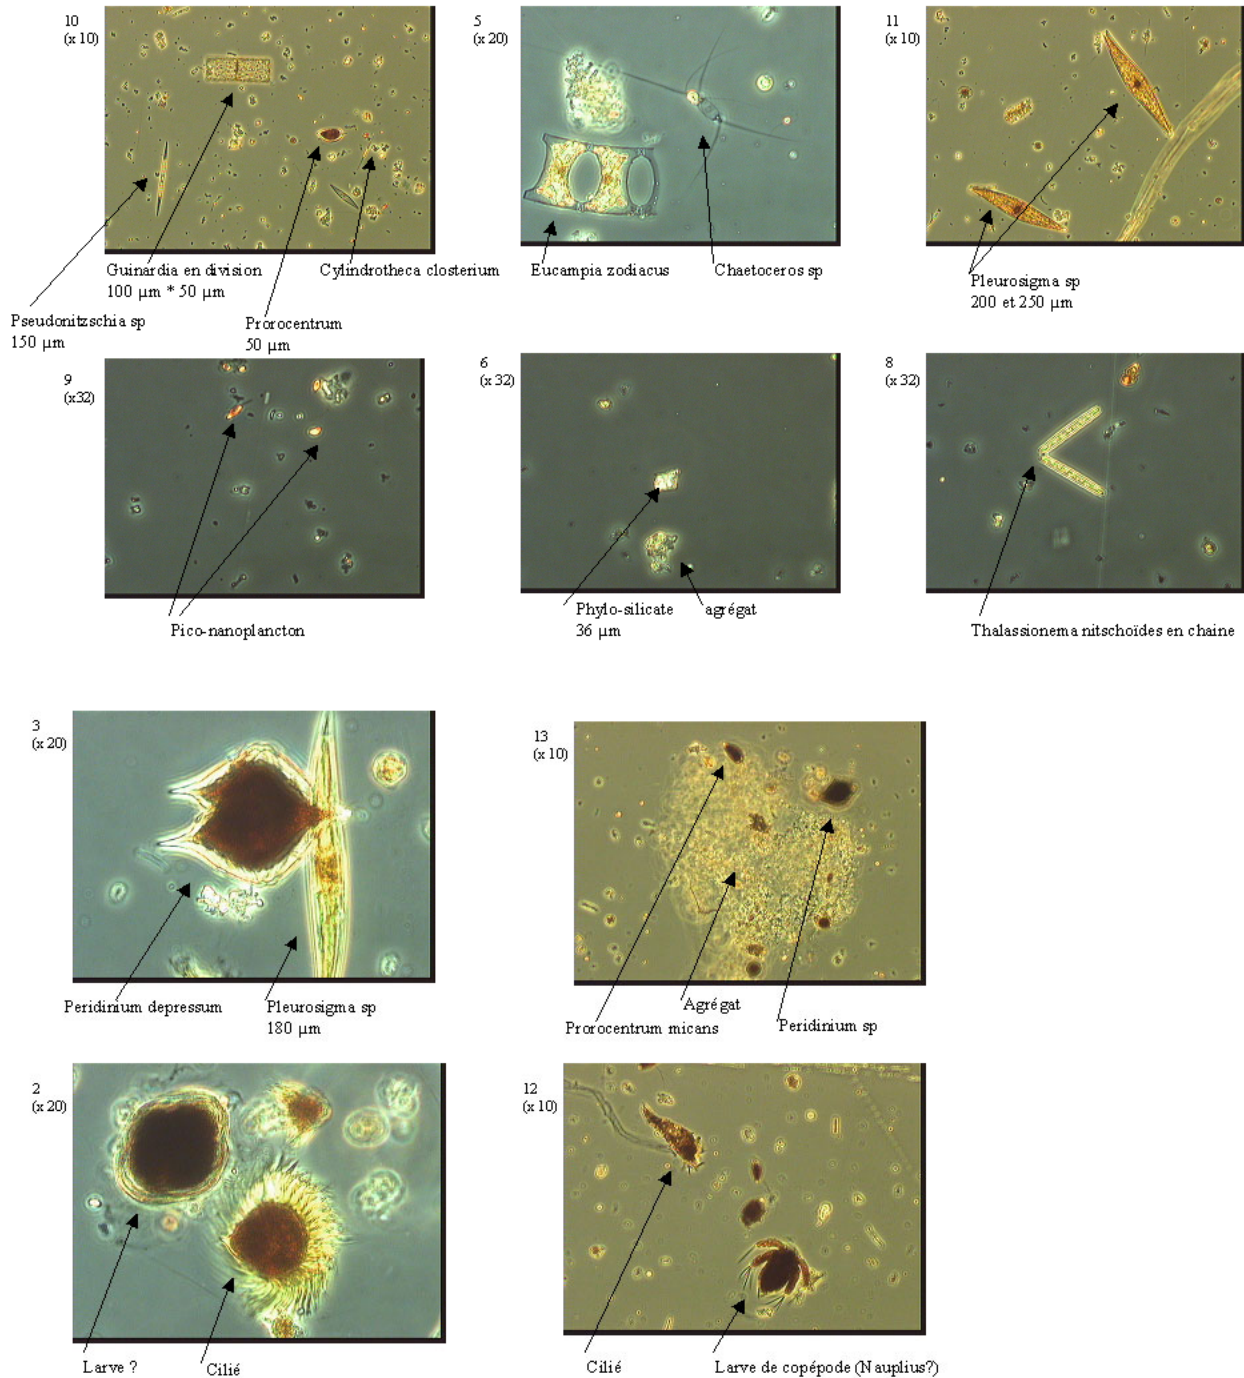 10
(x 10)
5
(x 20)
11
(x 10)
Guinardia en division
100 µm * 50 µm
Cylindrotheca closterium
Eucampia zodiacus
Chaetoceros sp
Pleurosigma sp
200 et 250 µm
Pseudonitzschia sp
150 µm
Prorocentrum
50 µm
9
(x32)
6
(x 32)
8
(x 32)
Pico-nanoplancton
Phylo-silicate
36 µm
agrégat
Thalassionema nitschoïdes en chaine
3
(x 20)
13
(x 10)
Peridinium depressum
Pleurosigma sp
180 µm
Agrégat
Prorocentrum micans
Peridinium sp
2
(x 20)
12
(x 10)
Larve ?
Cilié
Cilié
Larve de copépode (Nauplius?)